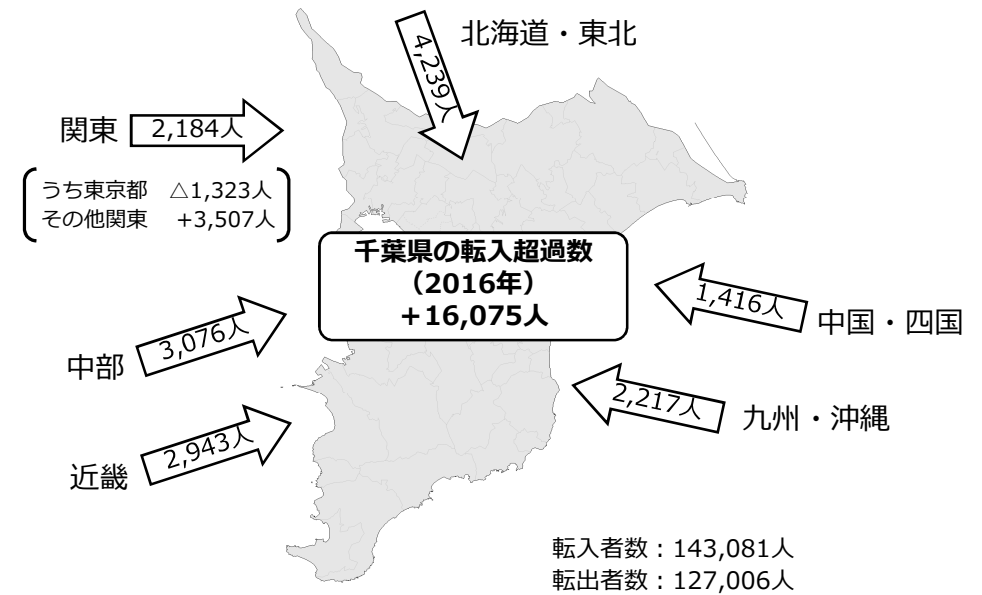 北海道・東北
4,239人
関東
2,184人
うち東京都 △1,323人
その他関東 +3,507人
千葉県の転入超過数
（2016年）
＋16,075人
1,416人
中国・四国
3,076人
中部
2,217人
九州・沖縄
2,943人
近畿
転入者数：143,081人
転出者数：127,006人